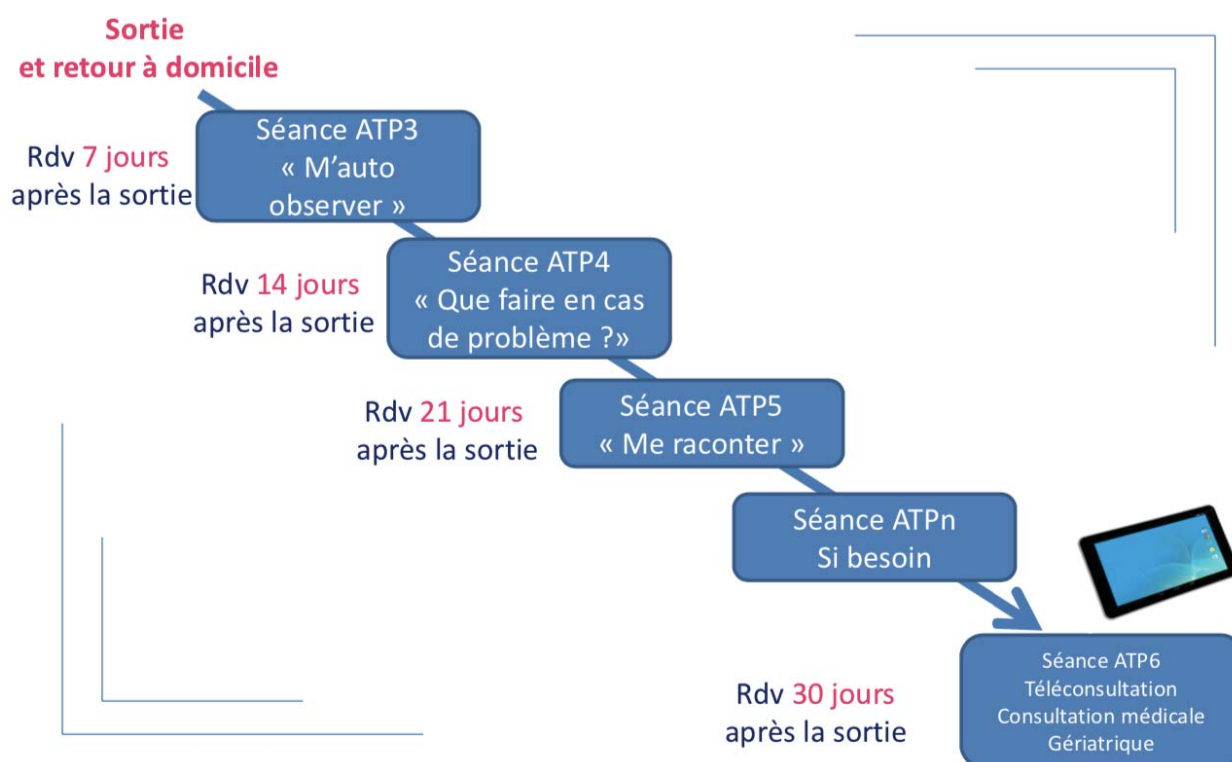 Sortie
et retour à domicile
Séance ATP3
« M’auto
observer »
Rdv 7 jours
après la sortie
Séance ATP4
« Que faire en cas
de problème ?»
Rdv 14 jours
après la sortie
Séance ATP5
« Me raconter »
Rdv 21 jours
après la sortie
Séance ATPn
Si besoin
Séance ATP6
Téléconsultation
Consultation médicale
Gériatrique
Rdv 30 jours
après la sortie